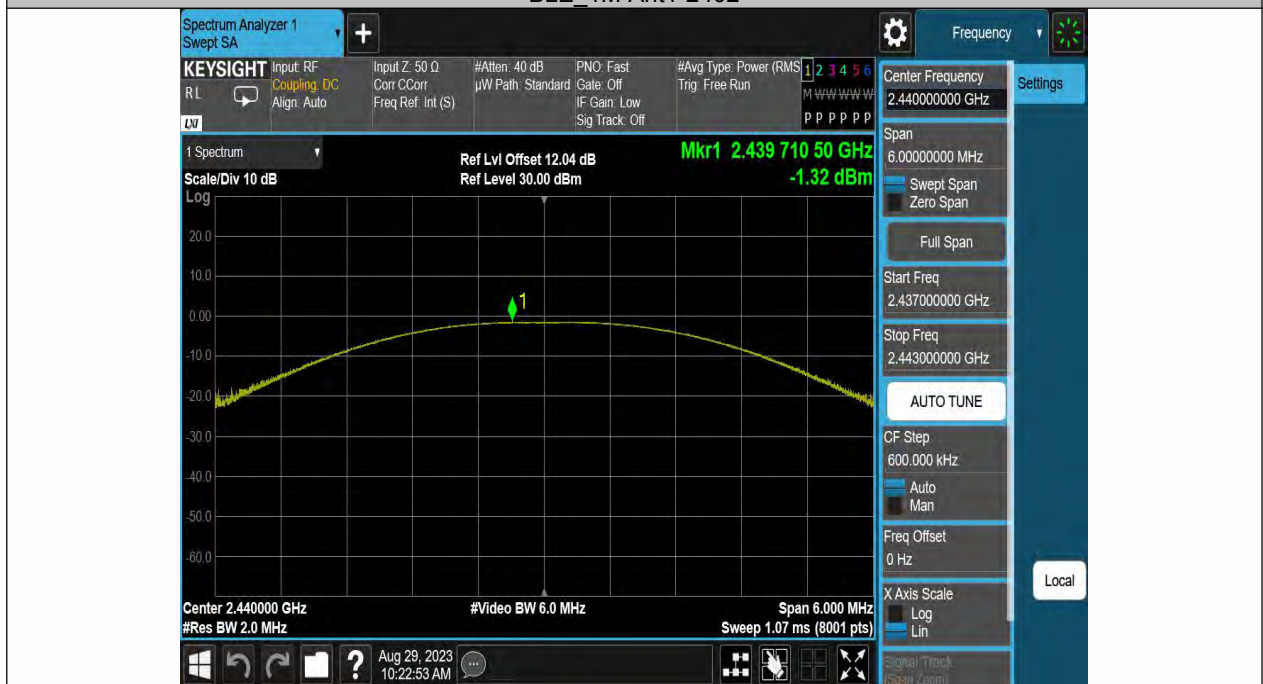 Spectrum Analyzer 1
Swept SA
+
Frequency
KEYSIGHT
RL
LXI
Input: RF
Coupling: DC
Align: Auto
Input Z: 50 Ω
Corr CCorr
Freq Ref: Int (S)
#Atten: 40 dB
µW Path: Standard
PNO: Fast
Gate: Off
IF Gain: Low
Sig Track: Off
#Avg Type: Power (RMS
Trig: Free Run
1 2 3 4 5 6
M W W W W W
P P P P P P
1 Spectrum
Scale/Div 10 dB
Ref Lvl Offset 12.04 dB
Ref Level 30.00 dBm
Mkr1 2.439 710 50 GHz
-1.32 dBm
Log
20.0
10.0
0.00
-10.0
-20.0
-30.0
-40.0
-50.0
-60.0
1
Center 2.440000 GHz
#Res BW 2.0 MHz
#Video BW 6.0 MHz
Span 6.000 MHz
Sweep 1.07 ms (8001 pts)
Center Frequency
2.440000000 GHz
Settings
Span
6.00000000 MHz
Swept Span
Zero Span
Full Span
Start Freq
2.437000000 GHz
Stop Freq
2.443000000 GHz
AUTO TUNE
CF Step
600.000 kHz
Auto
Man
Freq Offset
0 Hz
X Axis Scale
Log
Lin
Signal Track
(Span Zoom)
Local
?
Aug 29, 2023
10:22:53 AM